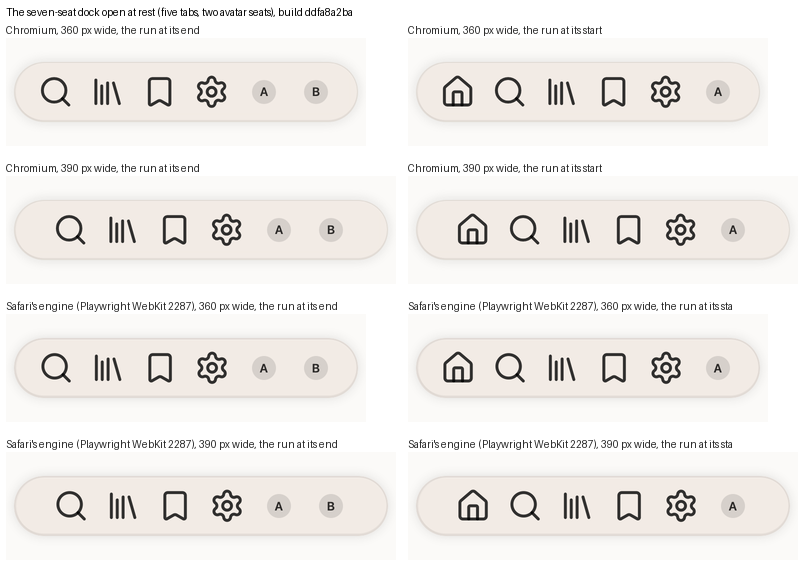 The seven-seat dock open at rest (five tabs, two avatar seats), build ddfa8a2ba
Chromium, 360 px wide, the run at its end
Chromium, 360 px wide, the run at its start
A
B
A
Chromium, 390 px wide, the run at its end
Chromium, 390 px wide, the run at its start
A
B
A
Safari's engine (Playwright WebKit 2287), 360 px wide, the run at its end
Safari's engine (Playwright WebKit 2287), 360 px wide, the run at its sta
A
B
A
Safari's engine (Playwright WebKit 2287), 390 px wide, the run at its end
Safari's engine (Playwright WebKit 2287), 390 px wide, the run at its sta
A
B
A